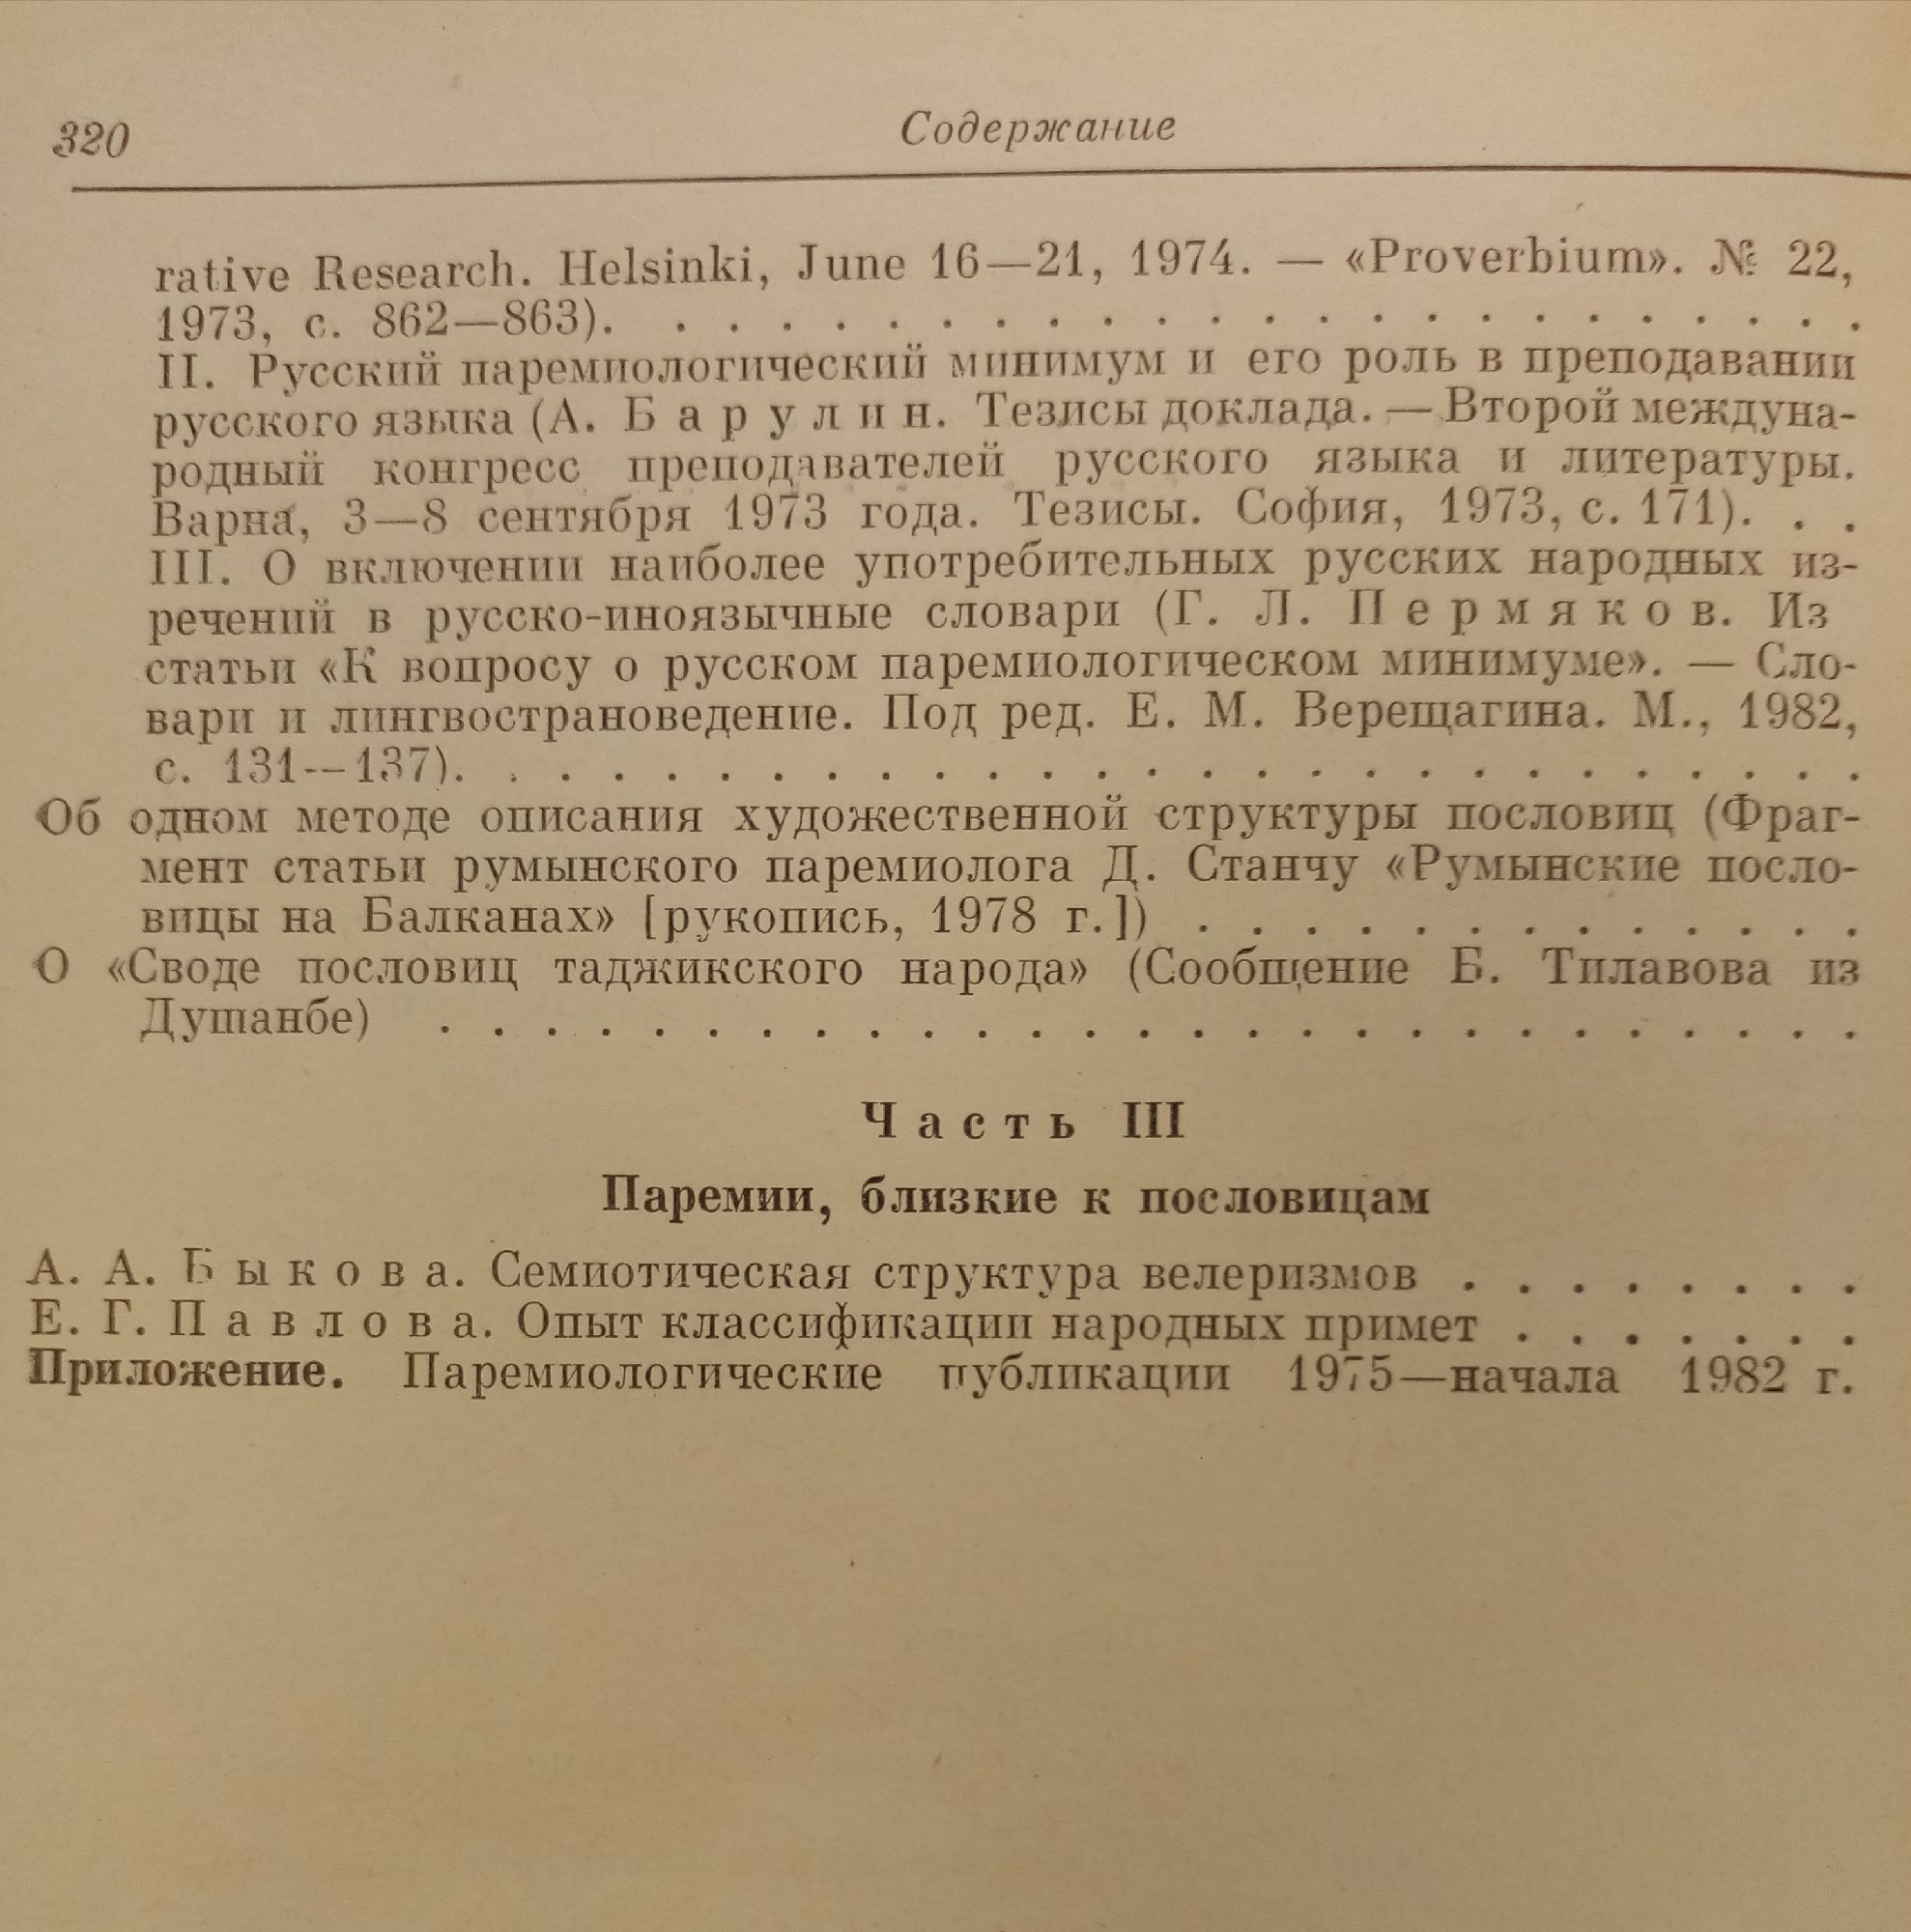 320
Содержание
rative Research. Helsinki, June 16—21, 1974. — «Proverbium». № 22,
1973, с. 862—863). . . . . . . . . . . . . . . . . . . . . . . .
II. Русский паремиологический минимум и его роль в преподавании
русского языка (А. Барулин. Тезисы доклада. — Второй междуна-
родный конгресс преподавателей русского языка и литературы.
Варна, 3—8 сентября 1973 года. Тезисы. София, 1973, с. 171). . .
III. О включении наиболее употребительных русских народных из-
речений в русско-иноязычные словари (Г. Л. Пермяков. Из
статьи «К вопросу о русском паремиологическом минимуме». — Сло-
вари и лингвострановедение. Под ред. Е. М. Верещагина. М., 1982,
с. 131--137). . . . . . . . . . . . . . . . . . . . . . . . . . .
Об одном методе описания художественной структуры пословиц (Фраг-
мент статьи румынского паремиолога Д. Станчу «Румынские посло-
вицы на Балканах» [рукопись, 1978 г.]) . . . . . . . . . . . . .
О «Своде пословиц таджикского народа» (Сообщение Б. Тилавова из
Душанбе) . . . . . . . . . . . . . . . . . . . . . . . . . . .
Часть III
Паремии, близкие к пословицам
А. А. Быкова. Семиотическая структура велеризмов . . . . . . . .
Е. Г. Павлова. Опыт классификации народных примет . . . . . . .
Приложение. Паремиологические публикации 1975—начала 1982 г.